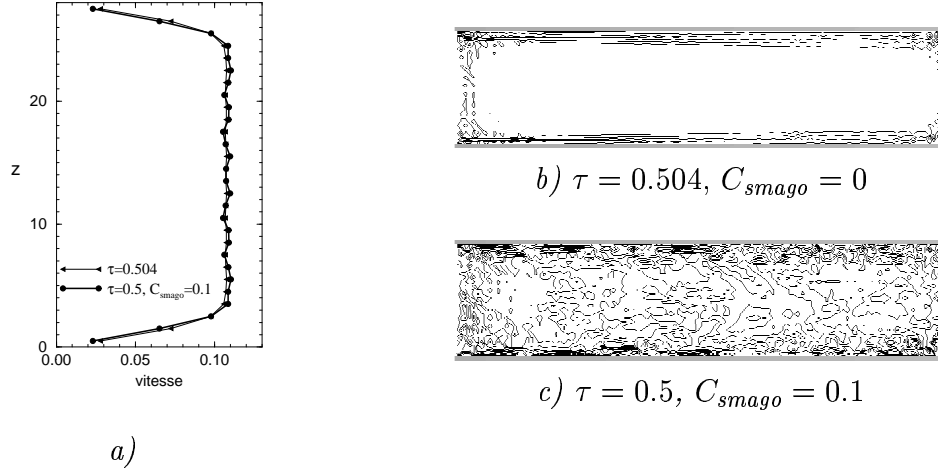 20
z
10
0
τ=0.504
τ=0.5, C_smago=0.1
0.00 0.05 0.10
vitesse
a)
b) τ = 0.504, C_smago = 0
c) τ = 0.5, C_smago = 0.1